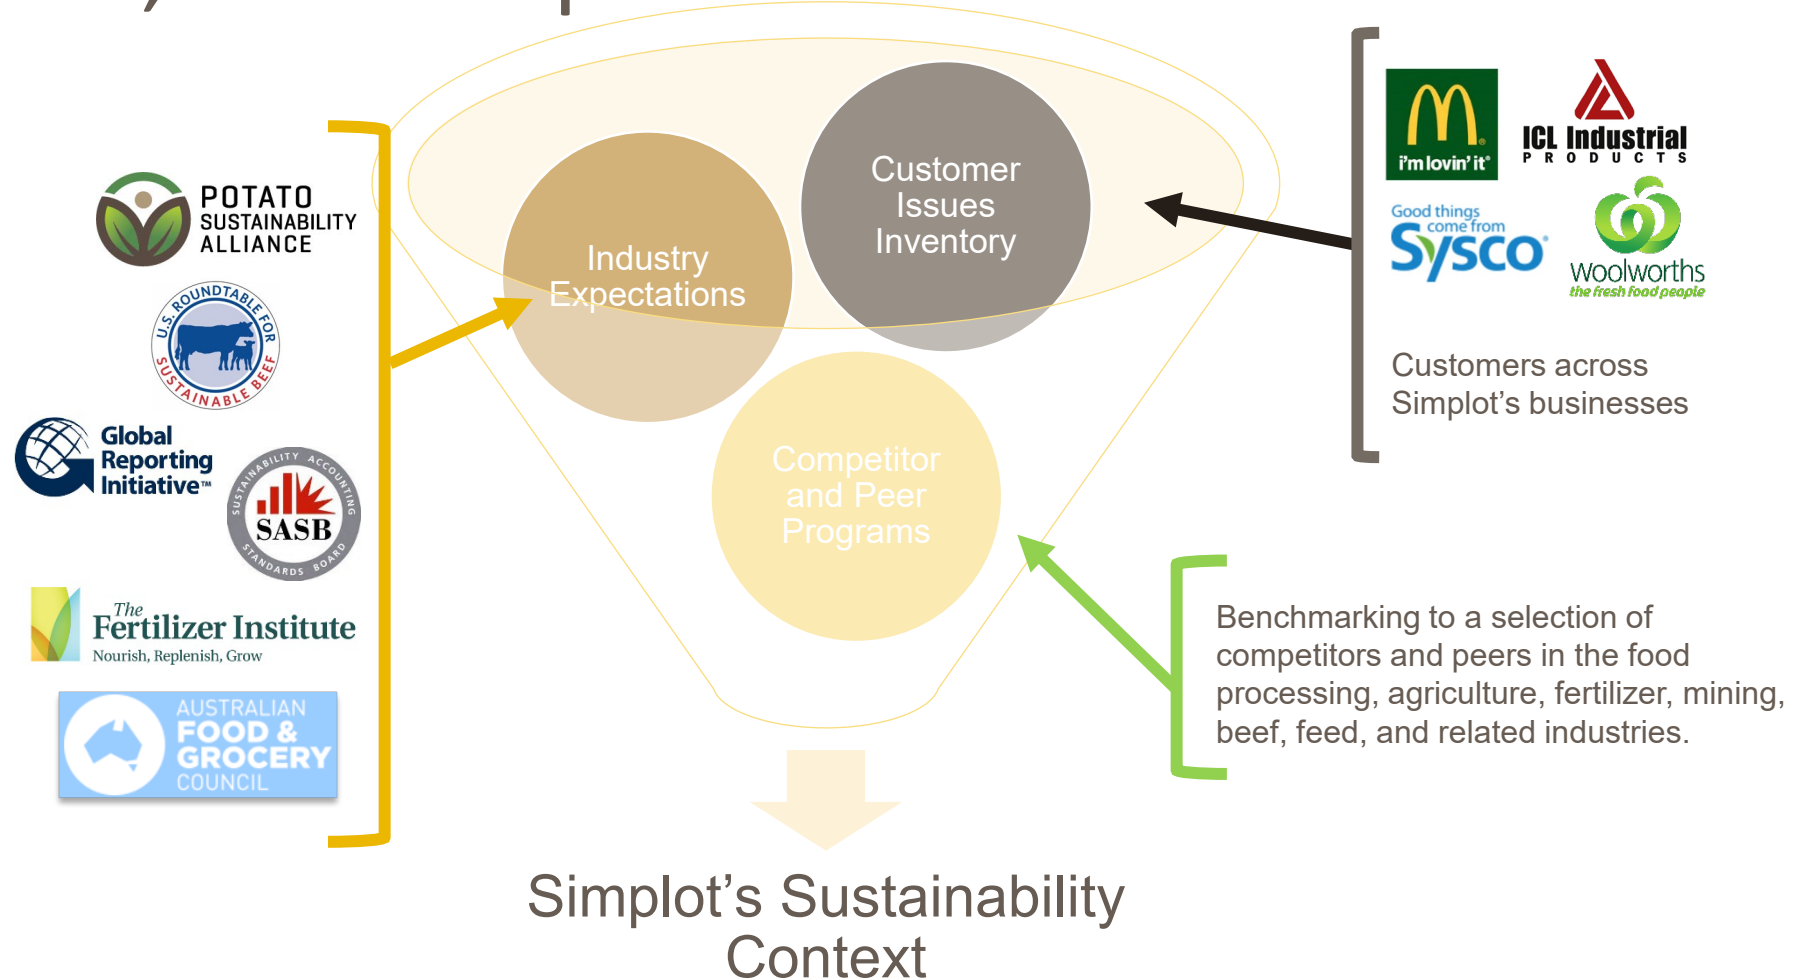 POTATO
SUSTAINABILITY
ALLIANCE
U.S. ROUNDTABLE FOR
SUSTAINABLE BEEF
Global
Reporting
Initiative™
SUSTAINABILITY ACCOUNTING
SASB
STANDARDS BOARD
The
Fertilizer Institute
Nourish, Replenish, Grow
AUSTRALIAN
FOOD &
GROCERY
COUNCIL
Industry
Expectations
Customer
Issues
Inventory
Competitor
and Peer
Programs
i'm lovin' it®
ICL Industrial
PRODUCTS
Good things
come from
Sysco®
woolworths
the fresh food people
Customers across
Simplot’s businesses
Benchmarking to a selection of
competitors and peers in the food
processing, agriculture, fertilizer, mining,
beef, feed, and related industries.
Simplot’s Sustainability
Context